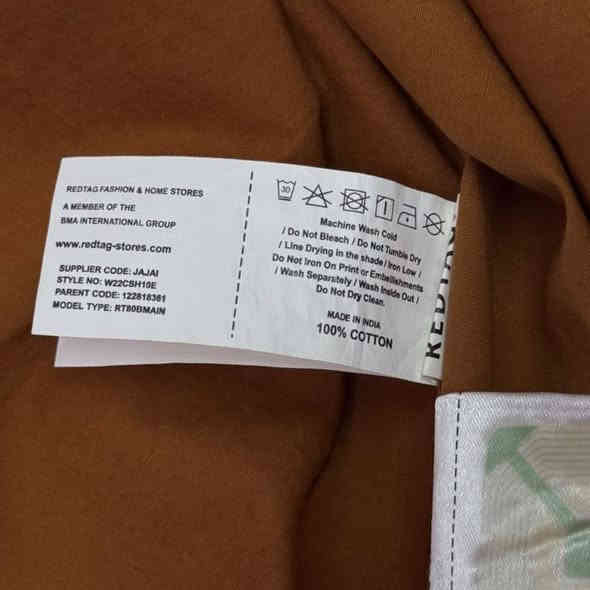 REDTAG FASHION & HOME STORES
A MEMBER OF THE
BMA INTERNATIONAL GROUP
www.redtag-stores.com
SUPPLIER CODE: JAJAI
STYLE NO: W22CSH10E
PARENT CODE: 122818361
MODEL TYPE: RT80BMAIN
30
Machine Wash Cold
/ Do Not Bleach / Do Not Tumble Dry
/ Line Drying in the shade / Iron Low /
Do Not Iron On Print or Embellishments
/ Wash Separately / Wash Inside Out /
Do Not Dry Clean.
MADE IN INDIA
100% COTTON
REDTAG